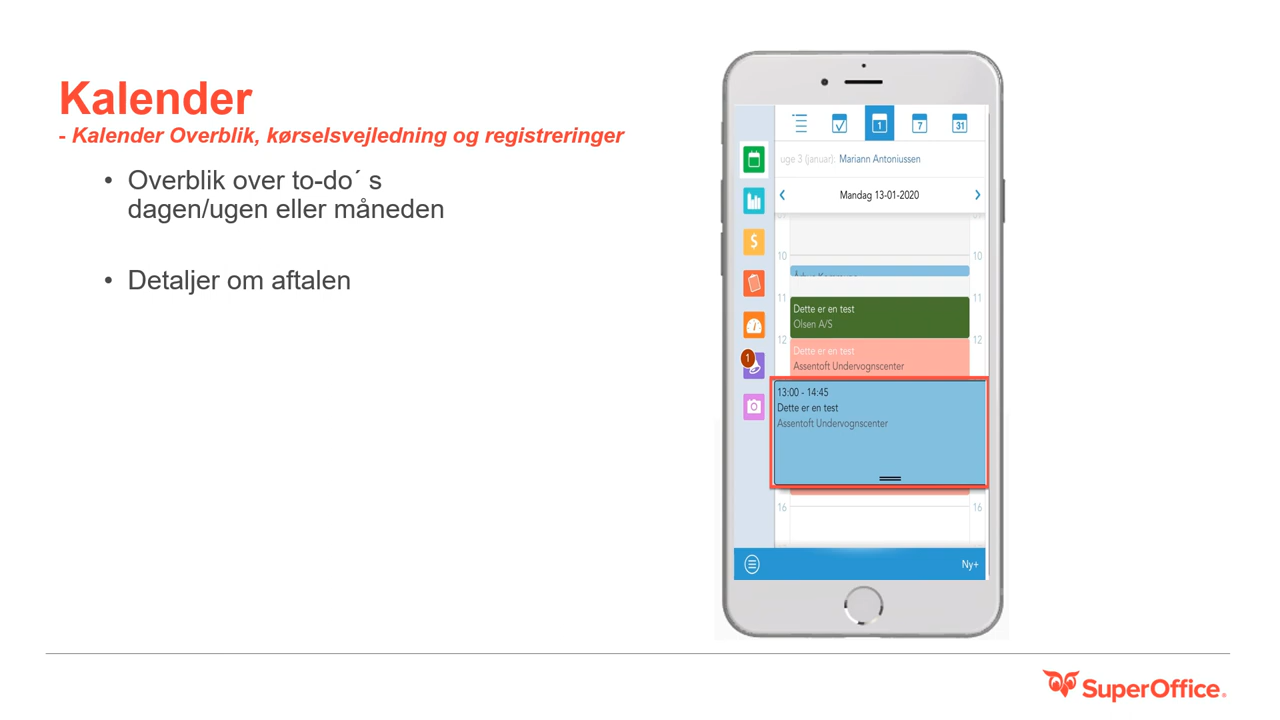 Kalender
- Kalender Overblik, kørselsvejledning og registreringer
• Overblik over to-do´ s
dagen/ugen eller måneden
• Detaljer om aftalen
1
7
31
uge 3 (januar): Mariann Antoniussen
Mandag 13-01-2020
10
10
11
11
Dette er en test
Olsen A/S
12
12
Dette er en test
Assentoft Undervognscenter
1
13:00 - 14:45
Dette er en test
Assentoft Undervognscenter
16
16
Ny+
SuperOffice®